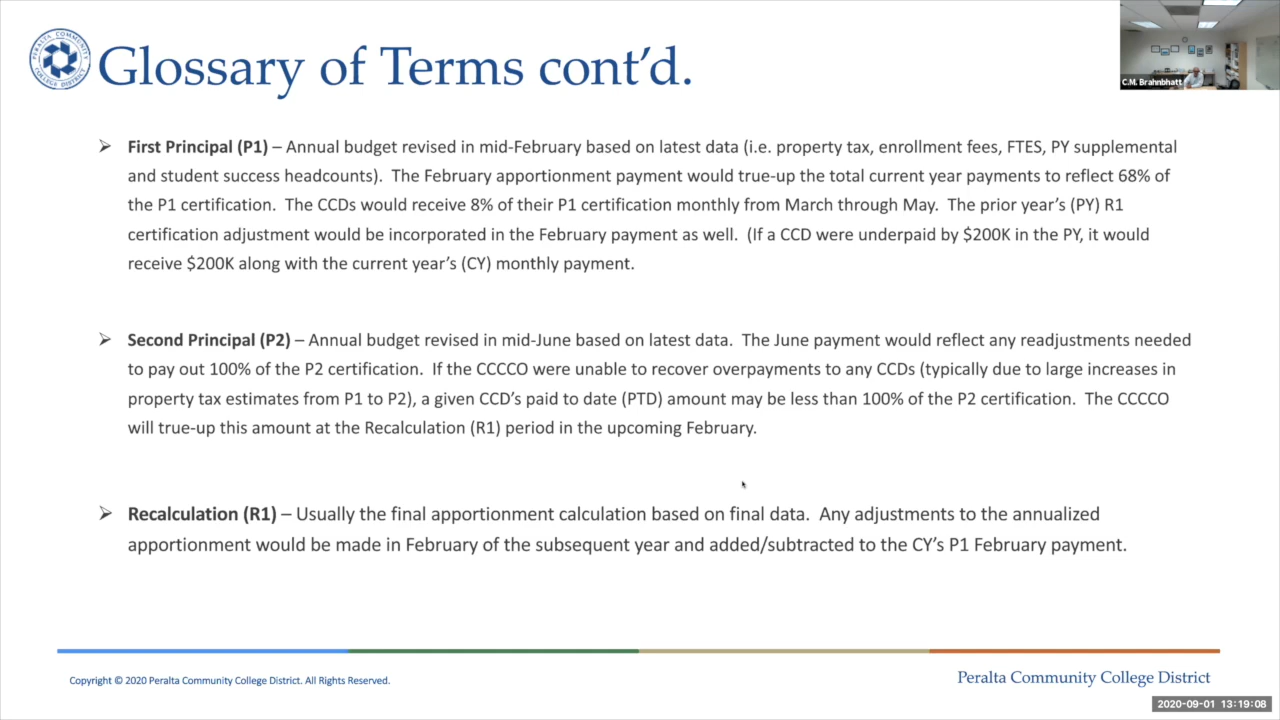 PERALTA COMMUNITY
COLLEGE DISTRICT
Glossary of Terms cont’d.
C.M. Brahnbhatt
➢ First Principal (P1) – Annual budget revised in mid-February based on latest data (i.e. property tax, enrollment fees, FTES, PY supplemental
and student success headcounts). The February apportionment payment would true-up the total current year payments to reflect 68% of
the P1 certification. The CCDs would receive 8% of their P1 certification monthly from March through May. The prior year’s (PY) R1
certification adjustment would be incorporated in the February payment as well. (If a CCD were underpaid by $200K in the PY, it would
receive $200K along with the current year’s (CY) monthly payment.
➢ Second Principal (P2) – Annual budget revised in mid-June based on latest data. The June payment would reflect any readjustments needed
to pay out 100% of the P2 certification. If the CCCCO were unable to recover overpayments to any CCDs (typically due to large increases in
property tax estimates from P1 to P2), a given CCD’s paid to date (PTD) amount may be less than 100% of the P2 certification. The CCCCO
will true-up this amount at the Recalculation (R1) period in the upcoming February.
➢ Recalculation (R1) – Usually the final apportionment calculation based on final data. Any adjustments to the annualized
apportionment would be made in February of the subsequent year and added/subtracted to the CY’s P1 February payment.
Copyright © 2020 Peralta Community College District. All Rights Reserved.
Peralta Community College District
2020-09-01 13:19:08